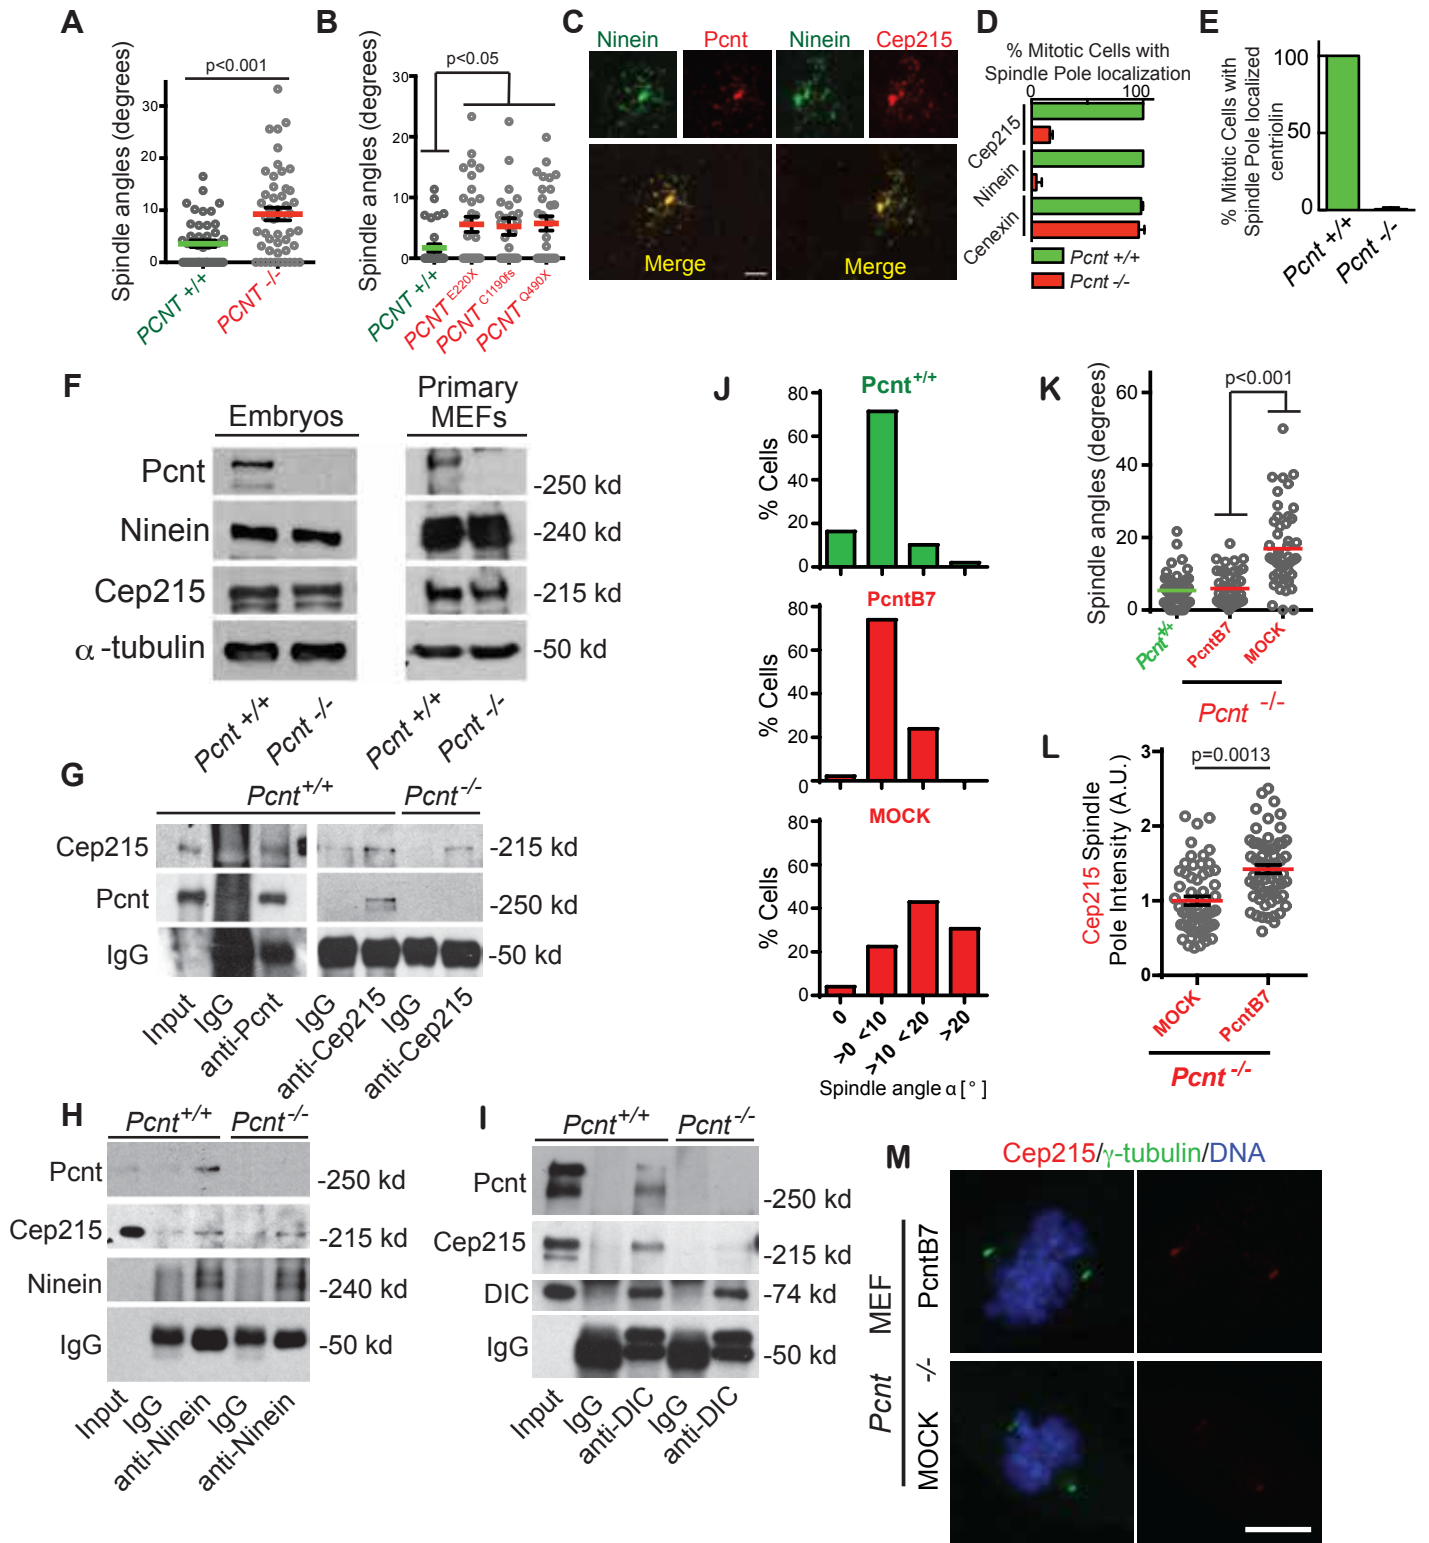 A
Spindle angles (degrees)
p<0.001
30
20
10
0
PCNT +/+
PCNT -/-
B
Spindle angles (degrees)
p<0.05
30
20
10
0
PCNT +/+
PCNT E220X
PCNT C1190fs
PCNT Q490X
C
Ninein
Pcnt
Ninein
Cep215
Merge
Merge
D
% Mitotic Cells with
Spindle Pole localization
0
100
Cep215
Ninein
Cenexin
Pcnt +/+
Pcnt -/-
E
% Mitotic Cells with
Spindle Pole localized
centriolin
100
50
0
Pcnt +/+
Pcnt -/-
F
Embryos
Primary
MEFs
Pcnt
-250 kd
Ninein
-240 kd
Cep215
-215 kd
α-tubulin
-50 kd
Pcnt +/+
Pcnt -/-
Pcnt +/+
Pcnt -/-
G
Pcnt+/+
Pcnt-/-
Cep215
-215 kd
Pcnt
-250 kd
IgG
-50 kd
Input
IgG
anti-Pcnt
IgG
anti-Cep215
IgG
anti-Cep215
H
Pcnt+/+
Pcnt-/-
Pcnt
-250 kd
Cep215
-215 kd
Ninein
-240 kd
IgG
-50 kd
Input
IgG
anti-Ninein
IgG
anti-Ninein
I
Pcnt+/+
Pcnt-/-
Pcnt
-250 kd
Cep215
-215 kd
DIC
-74 kd
IgG
-50 kd
Input
IgG
anti-DIC
IgG
anti-DIC
J
Pcnt+/+
% Cells
80
60
40
20
0
PcntB7
% Cells
80
60
40
20
0
MOCK
% Cells
80
60
40
20
0
0
>0 <10
>10 <20
>20
Spindle angle α [°]
K
Spindle angles (degrees)
p<0.001
60
40
20
0
Pcnt+/+
PcntB7
MOCK
Pcnt -/-
L
Cep215 Spindle
Pole Intensity (A.U.)
p=0.0013
3
2
1
0
MOCK
PcntB7
Pcnt -/-
M
Cep215/γ-tubulin/DNA
PcntB7
MOCK
Pcnt -/- MEF